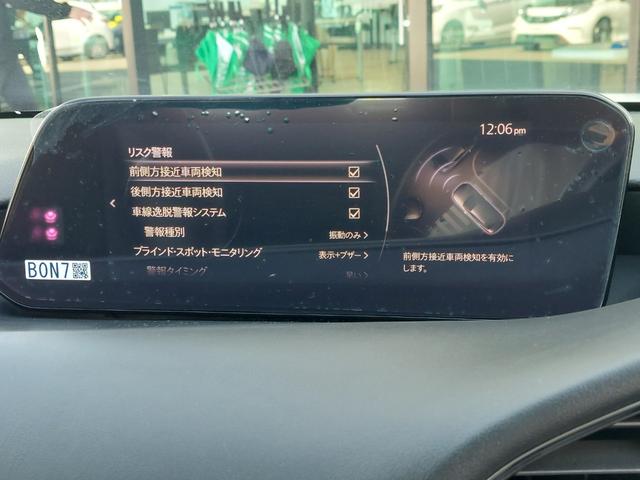 12:06pm
リスク警報
前側方接近車両検知
後側方接近車両検知
車線逸脱警報システム
警報種別 振動のみ
ブラインド・スポット・モニタリング 表示+ブザー
警報タイミング 早い
前側方接近車両検知を有効に
します。
B0N7